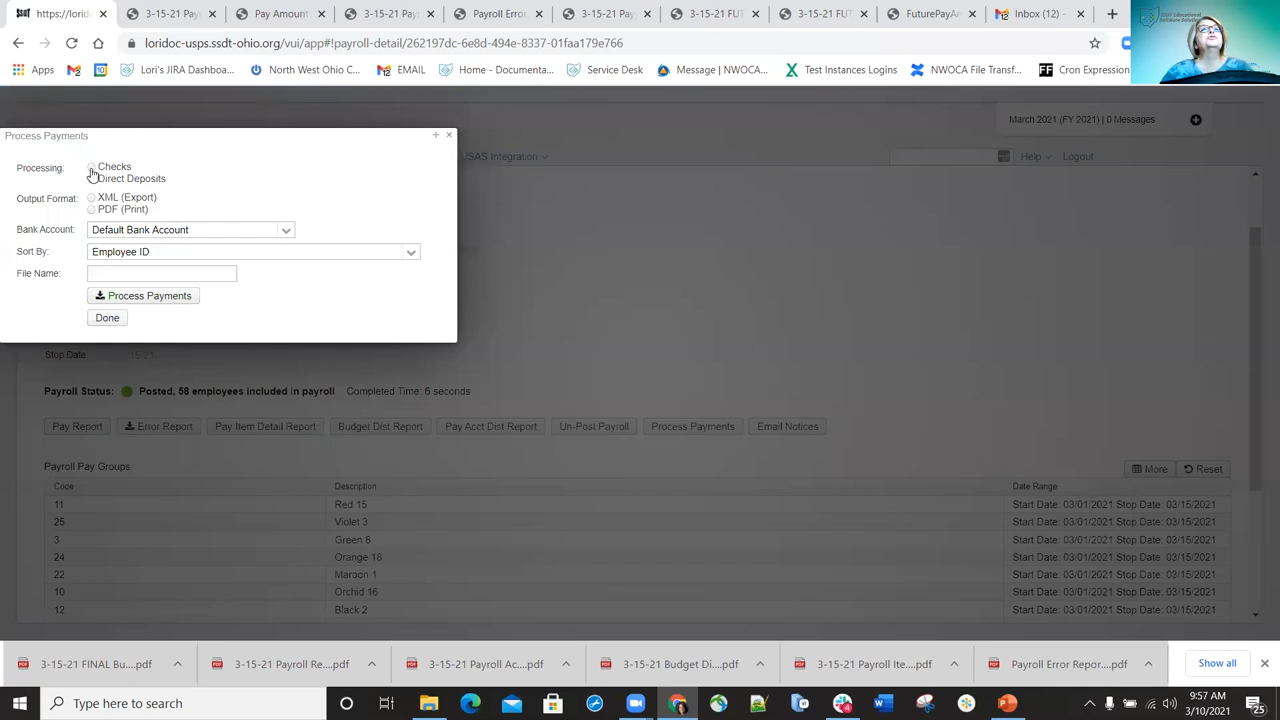 https://lori
3-15-21 Pay
Pay Amount
3-15-21 Pay
Payroll Error
3-15-21 Pay
3-15-21 FUT
3-15-21 FUT
FuturePayAm
Inbox (12) -
loridoc-usps.ssdt-ohio.org/vui/app#!payroll-detail/262197dc-6e8d-494e-8337-01faa179e766
Apps
Lori's JIRA Dashboa...
North West Ohio C...
EMAIL
Home - Documenta...
Service Desk
Message | NWOCA...
Test Instances Logins
NWOCA File Transf...
Cron Expression
March 2021 (FY 2021) | 0 Messages
USAS Integration
Help
Logout
Process Payments
Processing:
Checks
Direct Deposits
Output Format:
XML (Export)
PDF (Print)
Bank Account:
Default Bank Account
Sort By:
Employee ID
File Name:
Process Payments
Done
Stop Date
Payroll Status: Posted, 58 employees included in payroll Completed Time: 6 seconds
Pay Report
Error Report
Pay Item Detail Report
Budget Dist Report
Pay Acct Dist Report
Un-Post Payroll
Process Payments
Email Notices
Payroll Pay Groups
More
Reset
Code Description Date Range
11 Red 15 Start Date: 03/01/2021 Stop Date: 03/15/2021
25 Violet 3 Start Date: 03/01/2021 Stop Date: 03/15/2021
3 Green 8 Start Date: 03/01/2021 Stop Date: 03/15/2021
24 Orange 18 Start Date: 03/01/2021 Stop Date: 03/15/2021
22 Maroon 1 Start Date: 03/01/2021 Stop Date: 03/15/2021
10 Orchid 16 Start Date: 03/01/2021 Stop Date: 03/15/2021
12 Black 2 Start Date: 03/01/2021 Stop Date: 03/15/2021
3-15-21 FINAL Bu....pdf
3-15-21 Payroll Re....pdf
3-15-21 Payroll Ac....pdf
3-15-21 Budget Di....pdf
3-15-21 Payroll Ite....pdf
Payroll Error Repor....pdf
Show all
Type here to search
9:57 AM
3/10/2021
25